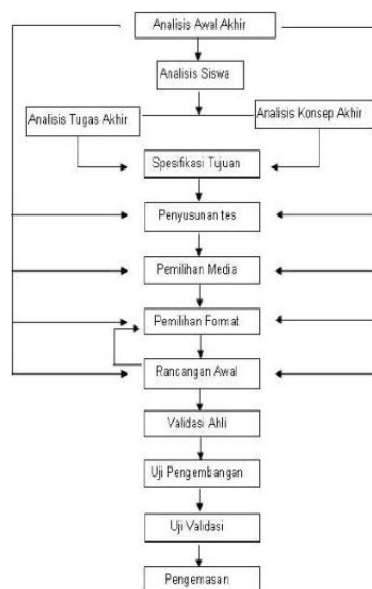 Analisis Awal Akhir
Analisis Siswa
Analisis Tugas Akhir
Analisis Konsep Akhir
Spesifikasi Tujuan
Penyusunan tes
Pemilihan Media
Pemilihan Format
Rancangan Awal
Validasi Ahli
Uji Pengembangan
Uji Validasi
Pengemasan